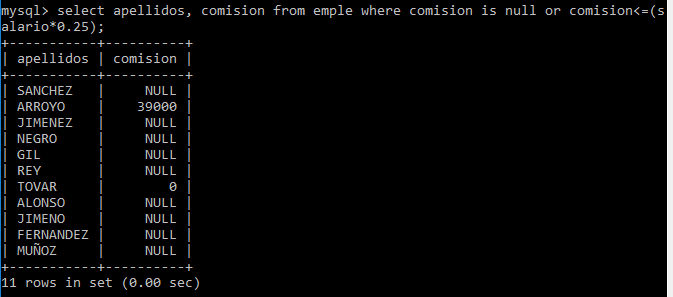 mysql> select apellidos, comision from emple where comision is null or comision<=(s
alario*0.25);
+-----------+----------+
| apellidos | comision |
+-----------+----------+
| SANCHEZ   |     NULL |
| ARROYO    |    39000 |
| JIMENEZ   |     NULL |
| NEGRO     |     NULL |
| GIL       |     NULL |
| REY       |     NULL |
| TOVAR     |        0 |
| ALONSO    |     NULL |
| JIMENO    |     NULL |
| FERNANDEZ |     NULL |
| MUÑOZ     |     NULL |
+-----------+----------+
11 rows in set (0.00 sec)